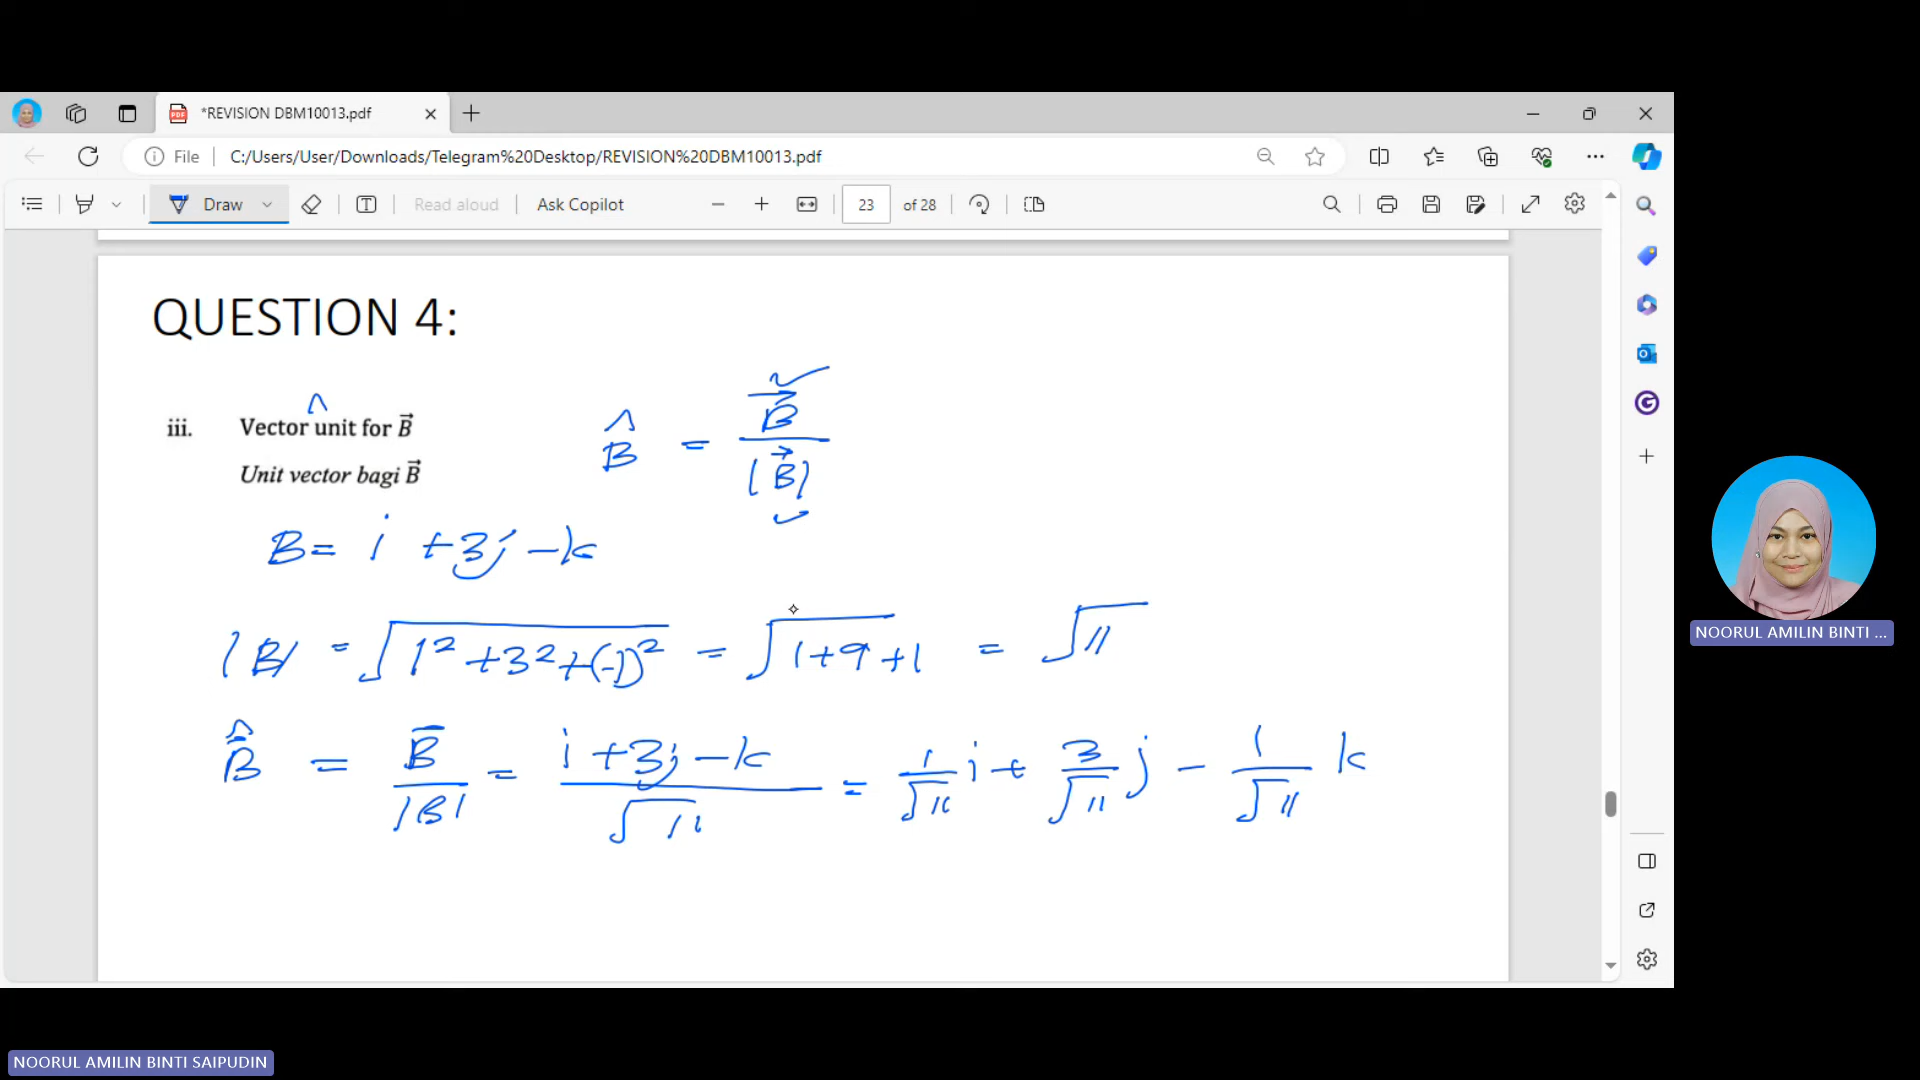 *REVISION DBM10013.pdf
File
C:/Users/User/Downloads/Telegram%20Desktop/REVISION%20DBM10013.pdf
Draw
Read aloud
Ask Copilot
23 of 28
QUESTION 4:
iii. Vector unit for B⃗
Unit vector bagi B⃗
B̂ = B⃗ / |B⃗|
B = i + 3j - k
|B| = √(1² + 3² + (-1)²) = √(1 + 9 + 1) = √11
B̂ = B̄ / |B| = (i + 3j - k) / √11 = 1/√11 i + 3/√11 j - 1/√11 k
NOORUL AMILIN BINTI ...
NOORUL AMILIN BINTI SAIPUDIN